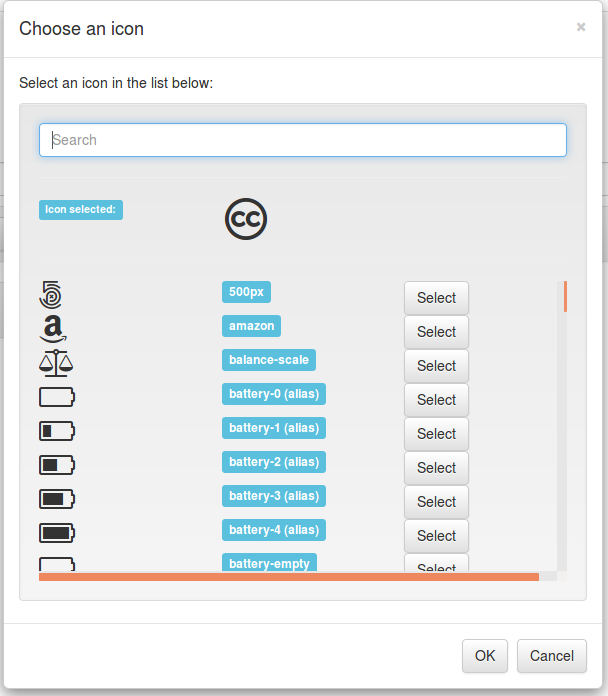 Choose an icon
×
Select an icon in the list below:
Search
Icon selected:
cc
500px
Select
a
amazon
Select
balance-scale
Select
battery-0 (alias)
Select
battery-1 (alias)
Select
battery-2 (alias)
Select
battery-3 (alias)
Select
battery-4 (alias)
Select
battery-empty
Select
OK
Cancel